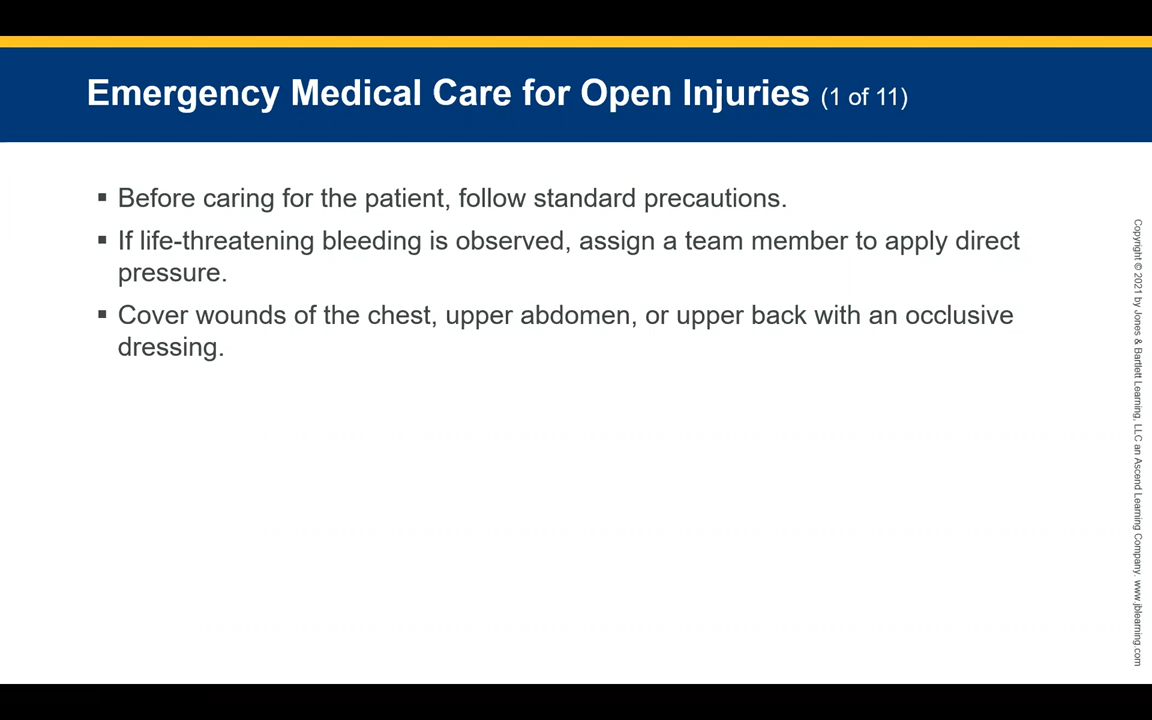 Emergency Medical Care for Open Injuries (1 of 11)
▪ Before caring for the patient, follow standard precautions.
▪ If life-threatening bleeding is observed, assign a team member to apply direct
pressure.
▪ Cover wounds of the chest, upper abdomen, or upper back with an occlusive
dressing.
Copyright © 2021 by Jones & Bartlett Learning, LLC an Ascend Learning Company. www.jblearning.com